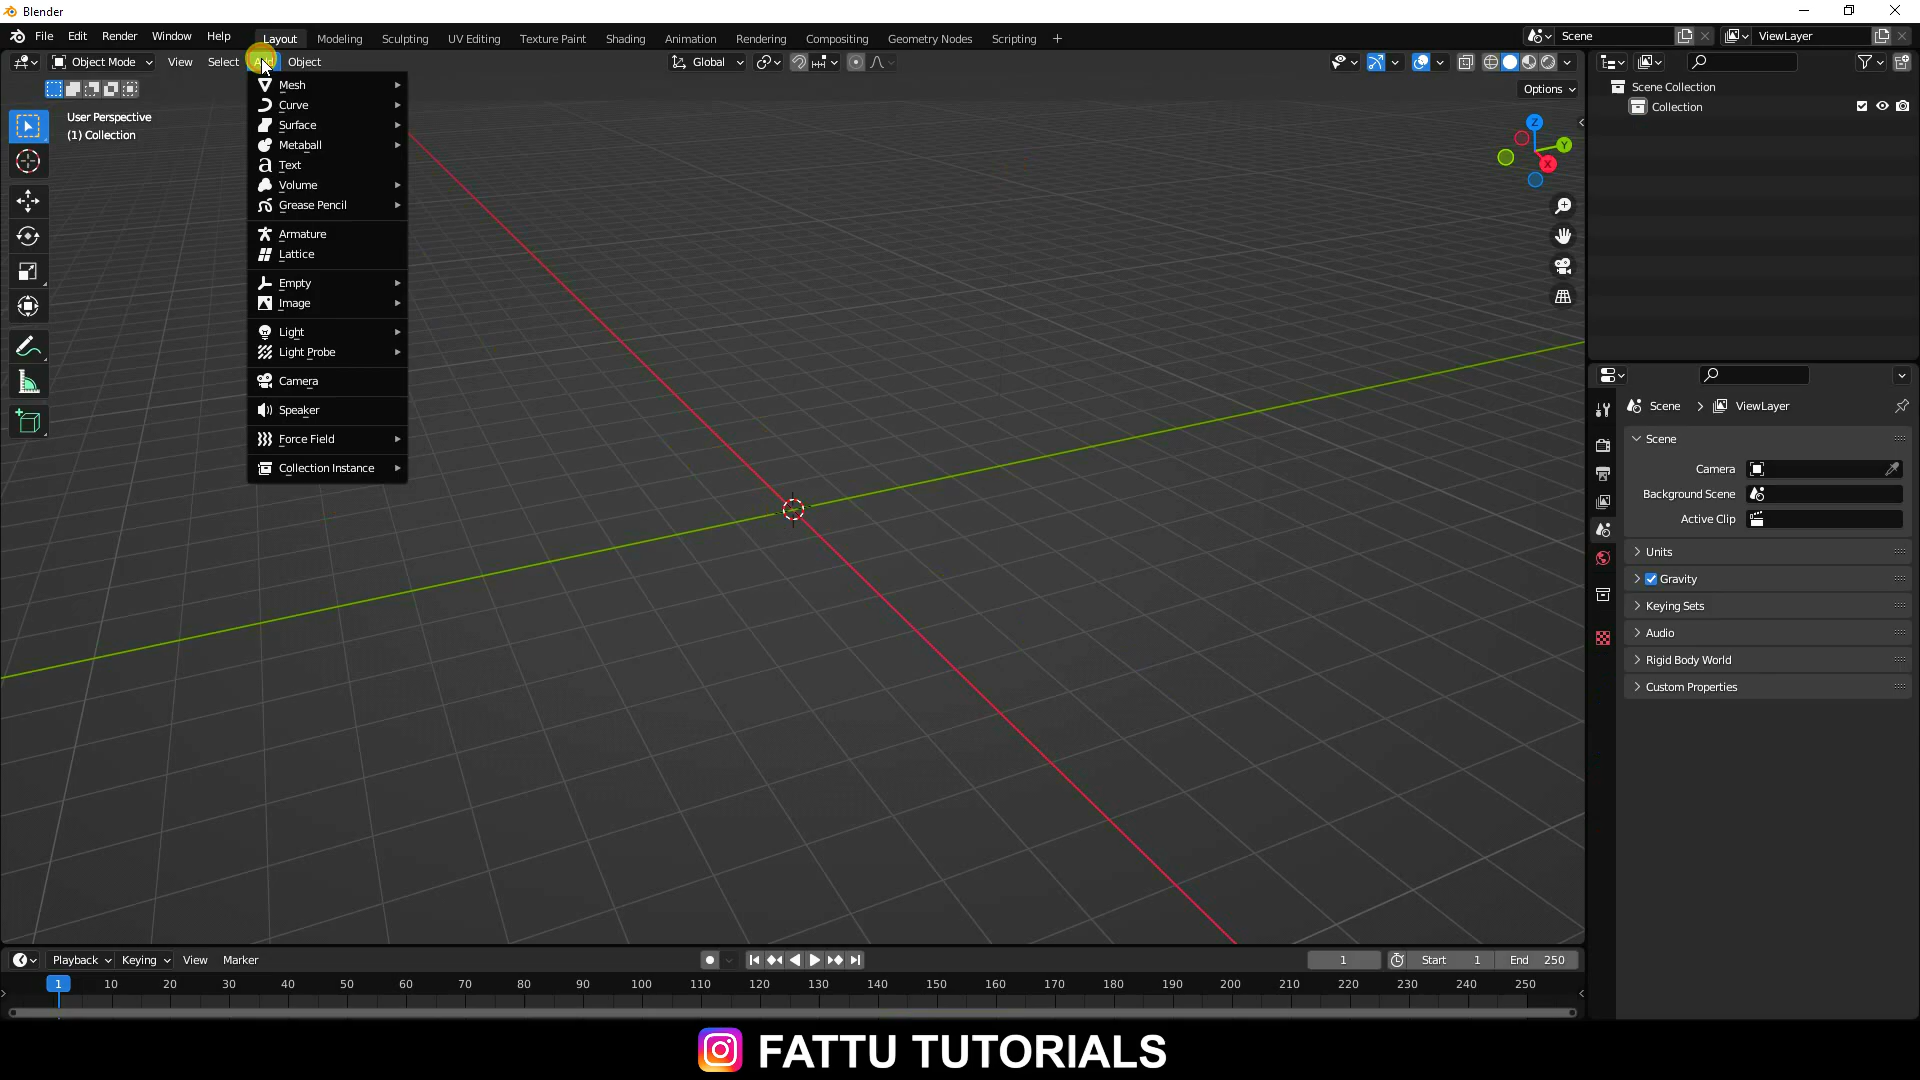 Blender
File Edit Render Window Help Layout Modeling Sculpting UV Editing Texture Paint Shading Animation Rendering Compositing Geometry Nodes Scripting + Scene ViewLayer
Object Mode View Select Add Object Global
Options
User Perspective
(1) Collection
Mesh
Curve
Surface
Metaball
Text
Volume
Grease Pencil
Armature
Lattice
Empty
Image
Light
Light Probe
Camera
Speaker
Force Field
Collection Instance
Z
Y
X
Scene Collection
Collection
Scene > ViewLayer
Scene
Camera
Background Scene
Active Clip
Units
Gravity
Keying Sets
Audio
Rigid Body World
Custom Properties
Playback Keying View Marker 1 Start 1 End 250
1 10 20 30 40 50 60 70 80 90 100 110 120 130 140 150 160 170 180 190 200 210 220 230 240 250
FATTU TUTORIALS